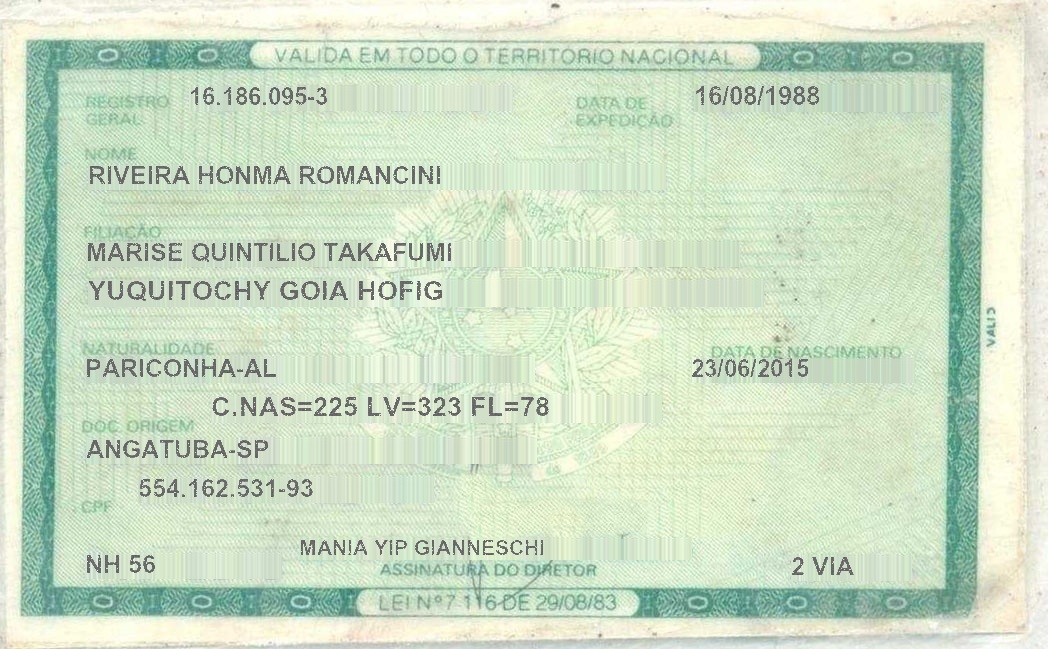 VALIDA EM TODO O TERRITORIO NACIONAL
REGISTRO GERAL 16.186.095-3 DATA DE EXPEDIÇÃO 16/08/1988
NOME
RIVEIRA HONMA ROMANCINI
FILIAÇÃO
MARISE QUINTILIO TAKAFUMI
YUQUITOCHY GOIA HOFIG
NATURALIDADE DATA DE NASCIMENTO
PARICONHA-AL 23/06/2015
C.NAS=225 LV=323 FL=78
DOC ORIGEM
ANGATUBA-SP
554.162.531-93
CPF
MANIA YIP GIANNESCHI
NH 56 2 VIA
ASSINATURA DO DIRETOR
LEI Nº 7 116 DE 29/08/83
VALID